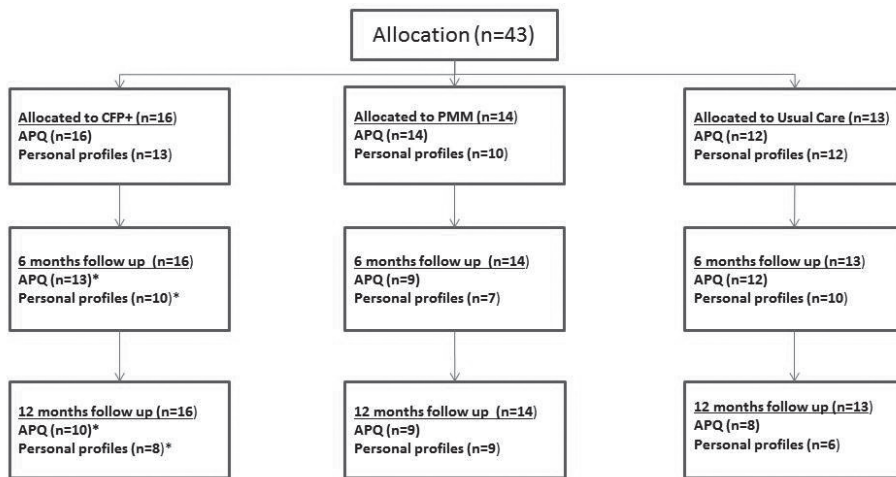 Allocation (n=43)
Allocated to CFP+ (n=16)
APQ (n=16)
Personal profiles (n=13)
Allocated to PMM (n=14)
APQ (n=14)
Personal profiles (n=10)
Allocated to Usual Care (n=13)
APQ (n=12)
Personal profiles (n=12)
6 months follow up (n=16)
APQ (n=13)*
Personal profiles (n=10)*
6 months follow up (n=14)
APQ (n=9)
Personal profiles (n=7)
6 months follow up (n=13)
APQ (n=12)
Personal profiles (n=10)
12 months follow up (n=16)
APQ (n=10)*
Personal profiles (n=8)*
12 months follow up (n=14)
APQ (n=9)
Personal profiles (n=9)
12 months follow up (n=13)
APQ (n=8)
Personal profiles (n=6)